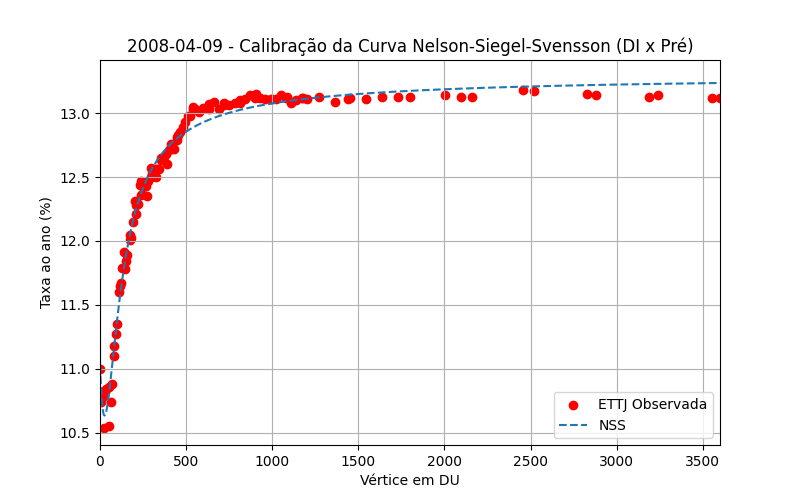 2008-04-09 - Calibração da Curva Nelson-Siegel-Svensson (DI x Pré)
Taxa ao ano (%)
13.0
12.5
12.0
11.5
11.0
10.5
0 500 1000 1500 2000 2500 3000 3500
Vértice em DU
ETTJ Observada
NSS